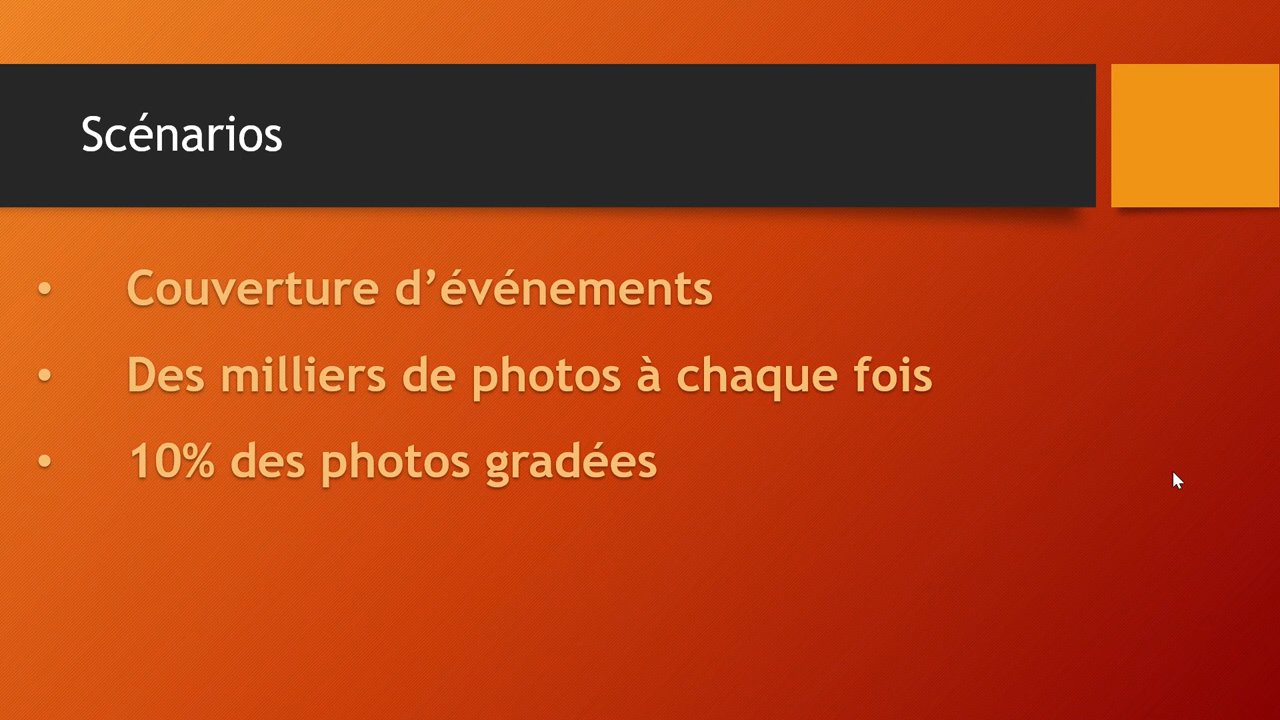 Scénarios
• Couverture d’événements
• Des milliers de photos à chaque fois
• 10% des photos gradées